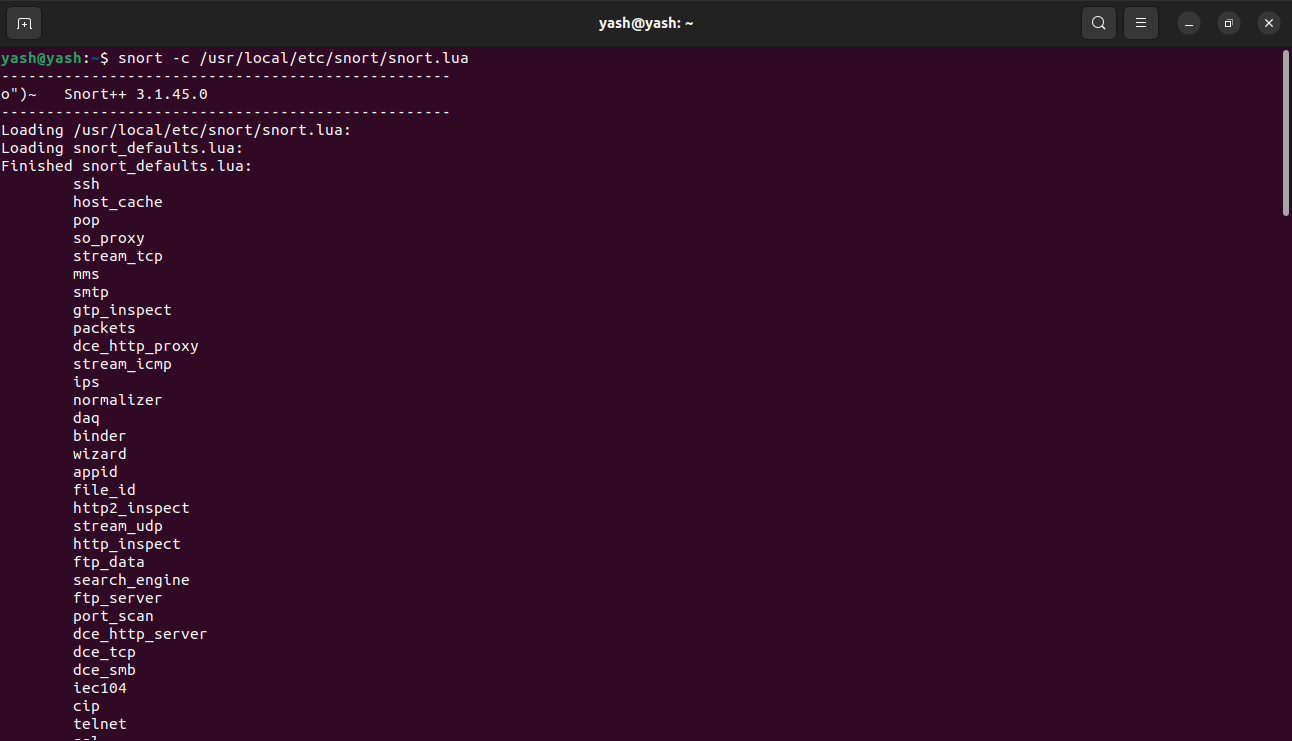 yash@yash: ~
yash@yash:~$ snort -c /usr/local/etc/snort/snort.lua
--------------------------------------------------
o")~   Snort++ 3.1.45.0
--------------------------------------------------
Loading /usr/local/etc/snort/snort.lua:
Loading snort_defaults.lua:
Finished snort_defaults.lua:
ssh
host_cache
pop
so_proxy
stream_tcp
mms
smtp
gtp_inspect
packets
dce_http_proxy
stream_icmp
ips
normalizer
daq
binder
wizard
appid
file_id
http2_inspect
stream_udp
http_inspect
ftp_data
search_engine
ftp_server
port_scan
dce_http_server
dce_tcp
dce_smb
iec104
cip
telnet